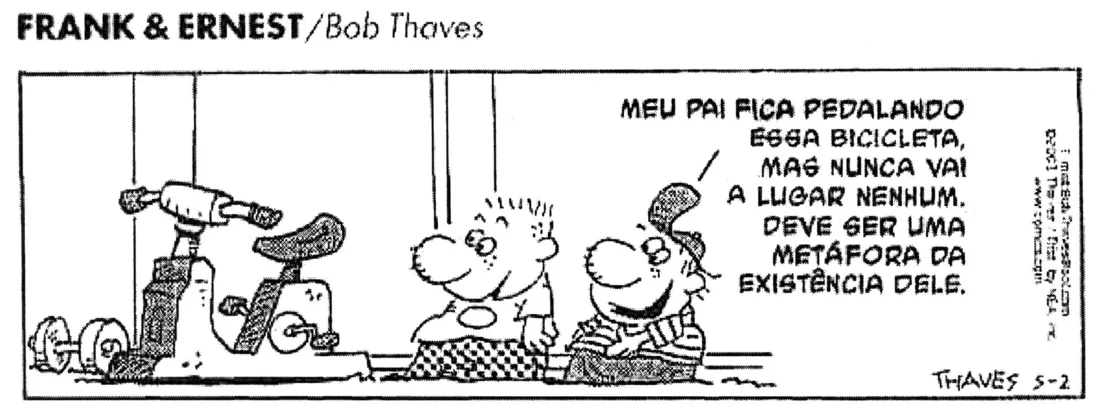 FRANK & ERNEST/Bob Thaves
MEU PAI FICA PEDALANDO
ESSA BICICLETA,
MAS NUNCA VAI
A LUGAR NENHUM.
DEVE SER UMA
METÁFORA DA
EXISTÊNCIA DELE.
THAVES 5-2